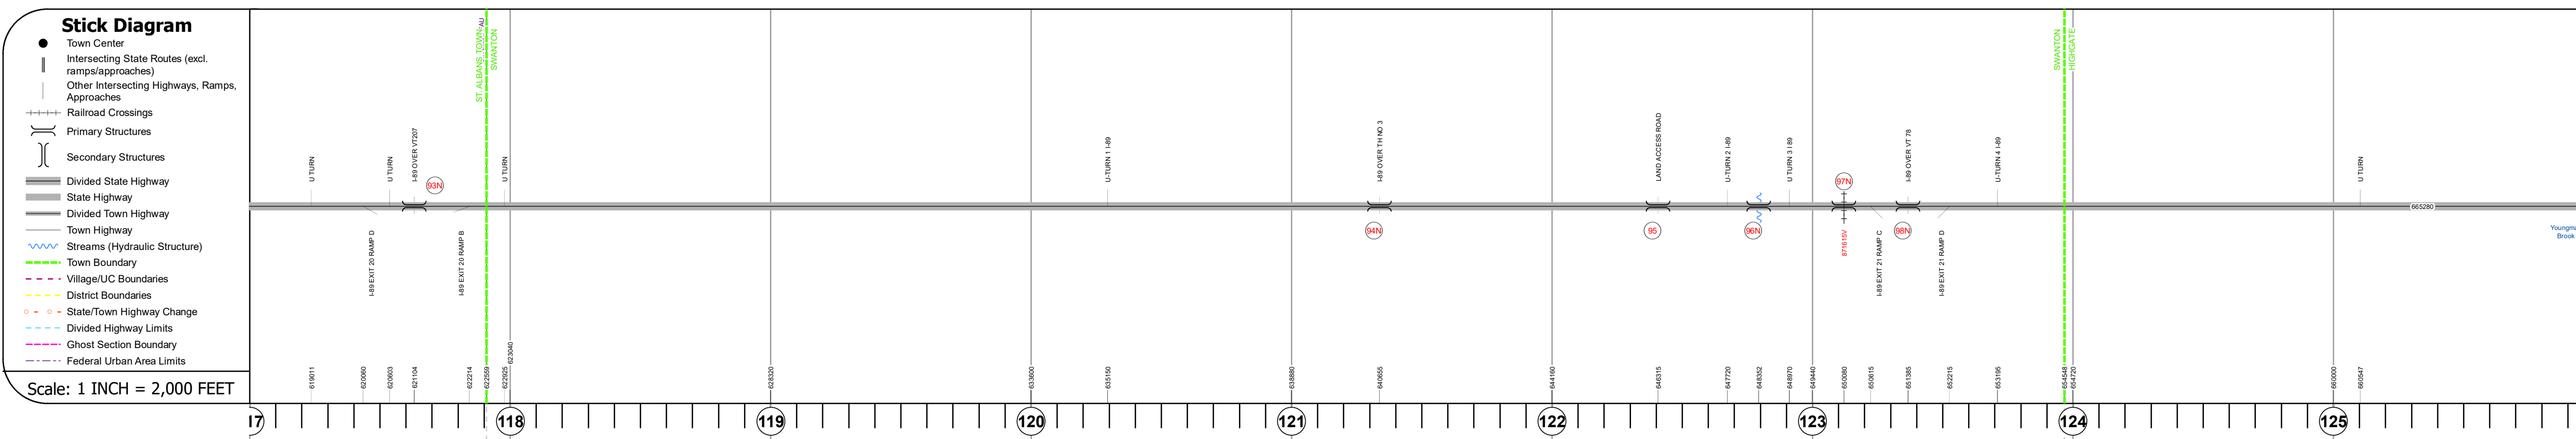 Stick Diagram
Town Center
Intersecting State Routes (excl.
ramps/approaches)
Other Intersecting Highways, Ramps,
Approaches
Railroad Crossings
Primary Structures
Secondary Structures
Divided State Highway
State Highway
Divided Town Highway
Town Highway
Streams (Hydraulic Structure)
Town Boundary
Village/UC Boundaries
District Boundaries
State/Town Highway Change
Divided Highway Limits
Ghost Section Boundary
Federal Urban Area Limits
Scale: 1 INCH = 2,000 FEET
ST ALBANS TOWN
SWANTON
SWANTON
HIGHGATE
U TURN
U TURN
I-89 OVER VT207
93N
U TURN
U-TURN 1 I-89
I-89 OVER TH NO 3
LAND ACCESS ROAD
U-TURN 2 I-89
U TURN 3 I 89
97N
I-89 OVER VT 78
U-TURN 4 I-89
U TURN
665280
I-89 EXIT 20 RAMP D
I-89 EXIT 20 RAMP B
94N
95
96N
871615V
I-89 EXIT 21 RAMP C
98N
I-89 EXIT 21 RAMP D
Youngma
Brook
619011
620060
620603
621104
622214
622559
622925
623040
628320
633600
635150
638880
640655
644160
646315
647720
648352
648970
649440
650080
650615
651385
652215
653195
654548
654720
660000
660547
17
118
119
120
121
122
123
124
125